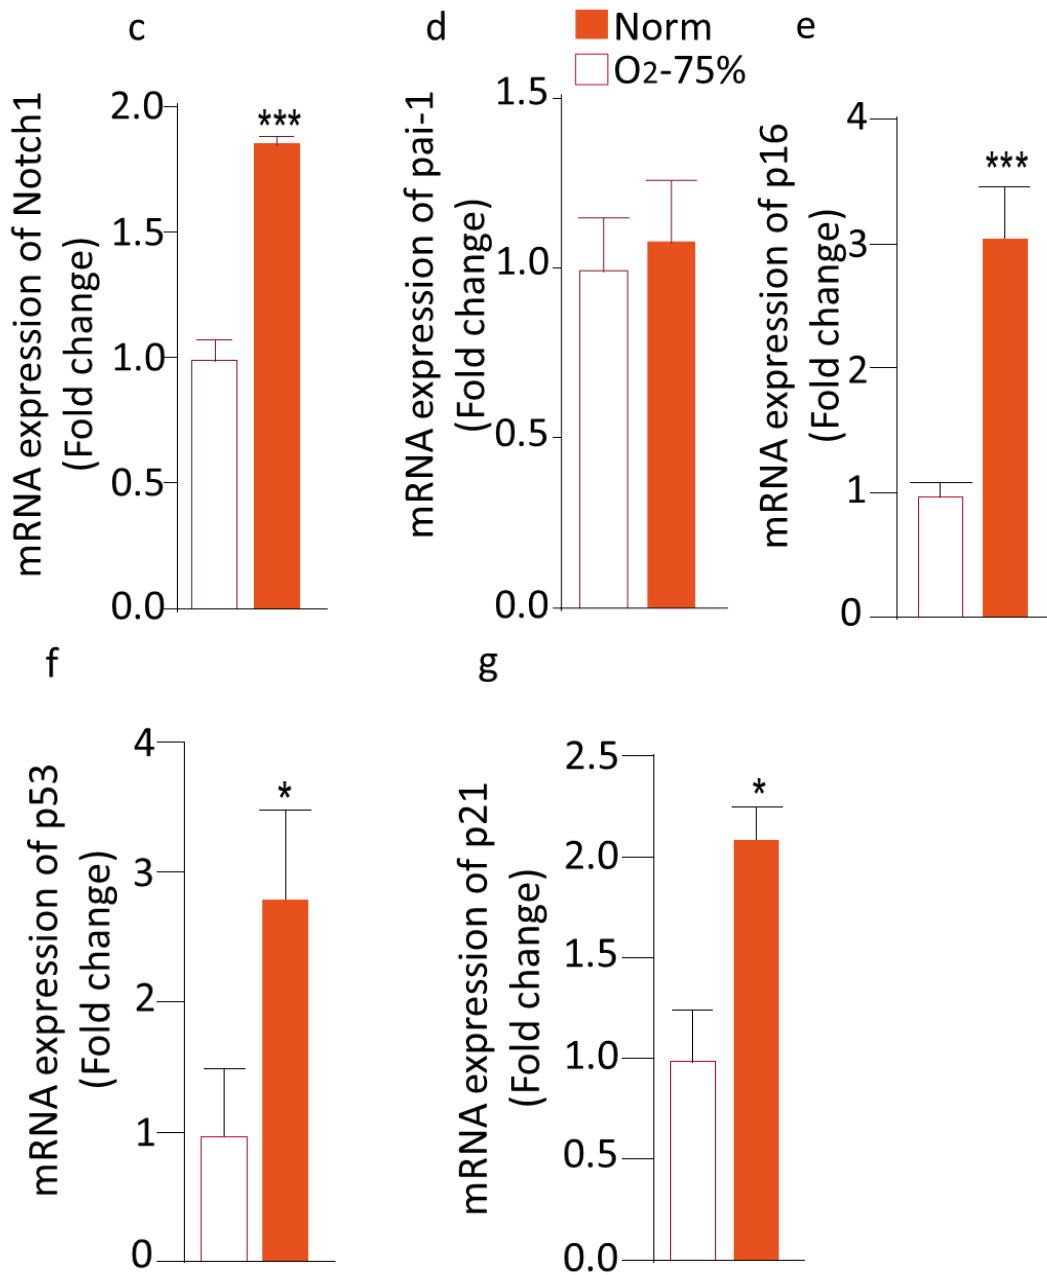 c
d
e
Norm
O2-75%
mRNA expression of Notch1
(Fold change)
2.0
1.5
1.0
0.5
0.0
***
mRNA expression of pai-1
(Fold change)
1.5
1.0
0.5
0.0
mRNA expression of p16
(Fold change)
4
3
2
1
0
***
f
g
mRNA expression of p53
(Fold change)
4
3
2
1
0
*
mRNA expression of p21
(Fold change)
2.5
2.0
1.5
1.0
0.5
0.0
*